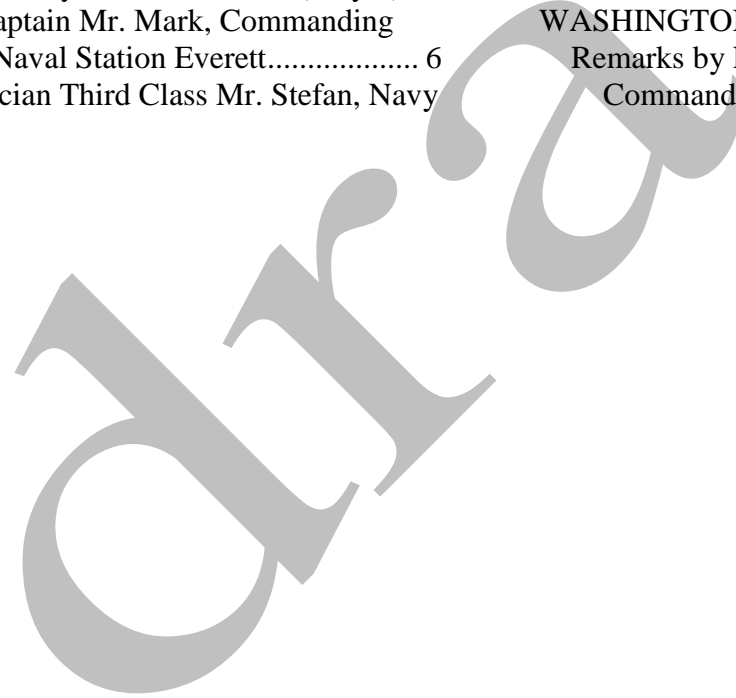 aptain Mr. Mark, Commanding
Naval Station Everett.................. 6
cian Third Class Mr. Stefan, Navy
WASHINGTO
Remarks by
Command
dra